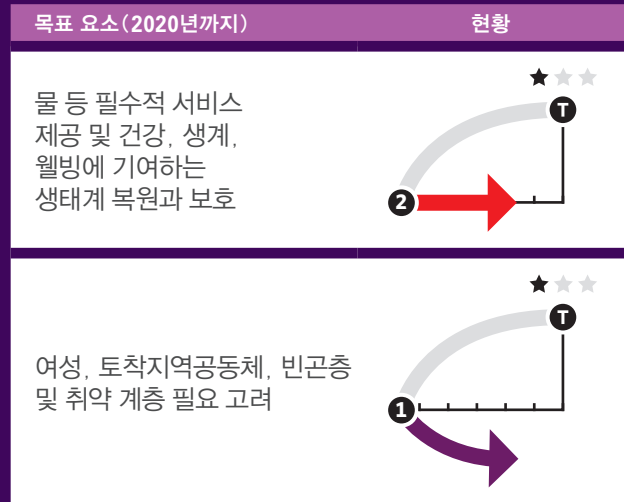 목표 요소(2020년까지)
현황
물 등 필수적 서비스
제공 및 건강, 생계,
웰빙에 기여하는
생태계 복원과 보호
T
2
여성, 토착지역공동체, 빈곤층
및 취약 계층 필요 고려
T
1